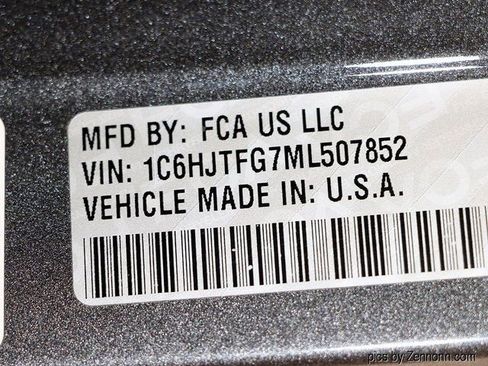 MFD BY: FCA US LLC
VIN: 1C6HJTFG7ML507852
VEHICLE MADE IN: U.S.A.
pics by Zennonn.com